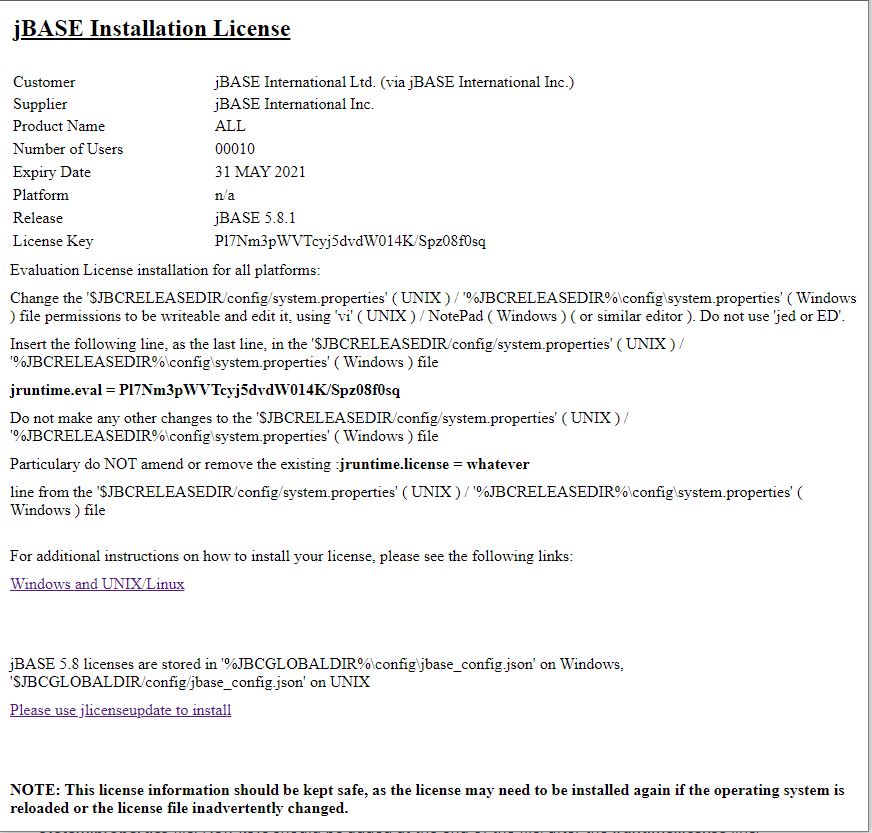 jBASE Installation License
Customer jBASE International Ltd. (via jBASE International Inc.)
Supplier jBASE International Inc.
Product Name ALL
Number of Users 00010
Expiry Date 31 MAY 2021
Platform n/a
Release jBASE 5.8.1
License Key Pl7Nm3pWVTcyj5dvdW014K/Spz08f0sq
Evaluation License installation for all platforms:
Change the '$JBCRELEASEDIR/config/system.properties' ( UNIX ) / '%JBCRELEASEDIR%\config\system.properties' ( Windows
) file permissions to be writeable and edit it, using 'vi' ( UNIX ) / NotePad ( Windows ) ( or similar editor ). Do not use 'jed or ED'.
Insert the following line, as the last line, in the '$JBCRELEASEDIR/config/system.properties' ( UNIX ) /
'%JBCRELEASEDIR%\config\system.properties' ( Windows ) file
jruntime.eval = Pl7Nm3pWVTcyj5dvdW014K/Spz08f0sq
Do not make any other changes to the '$JBCRELEASEDIR/config/system.properties' ( UNIX ) /
'%JBCRELEASEDIR%\config\system.properties' ( Windows ) file
Particulary do NOT amend or remove the existing :jruntime.license = whatever
line from the '$JBCRELEASEDIR/config/system.properties' ( UNIX ) / '%JBCRELEASEDIR%\config\system.properties' (
Windows ) file
For additional instructions on how to install your license, please see the following links:
Windows and UNIX/Linux
jBASE 5.8 licenses are stored in '%JBCGLOBALDIR%\config\jbase_config.json' on Windows,
'$JBCGLOBALDIR/config/jbase_config.json' on UNIX
Please use jlicenseupdate to install
NOTE: This license information should be kept safe, as the license may need to be installed again if the operating system is
reloaded or the license file inadvertently changed.